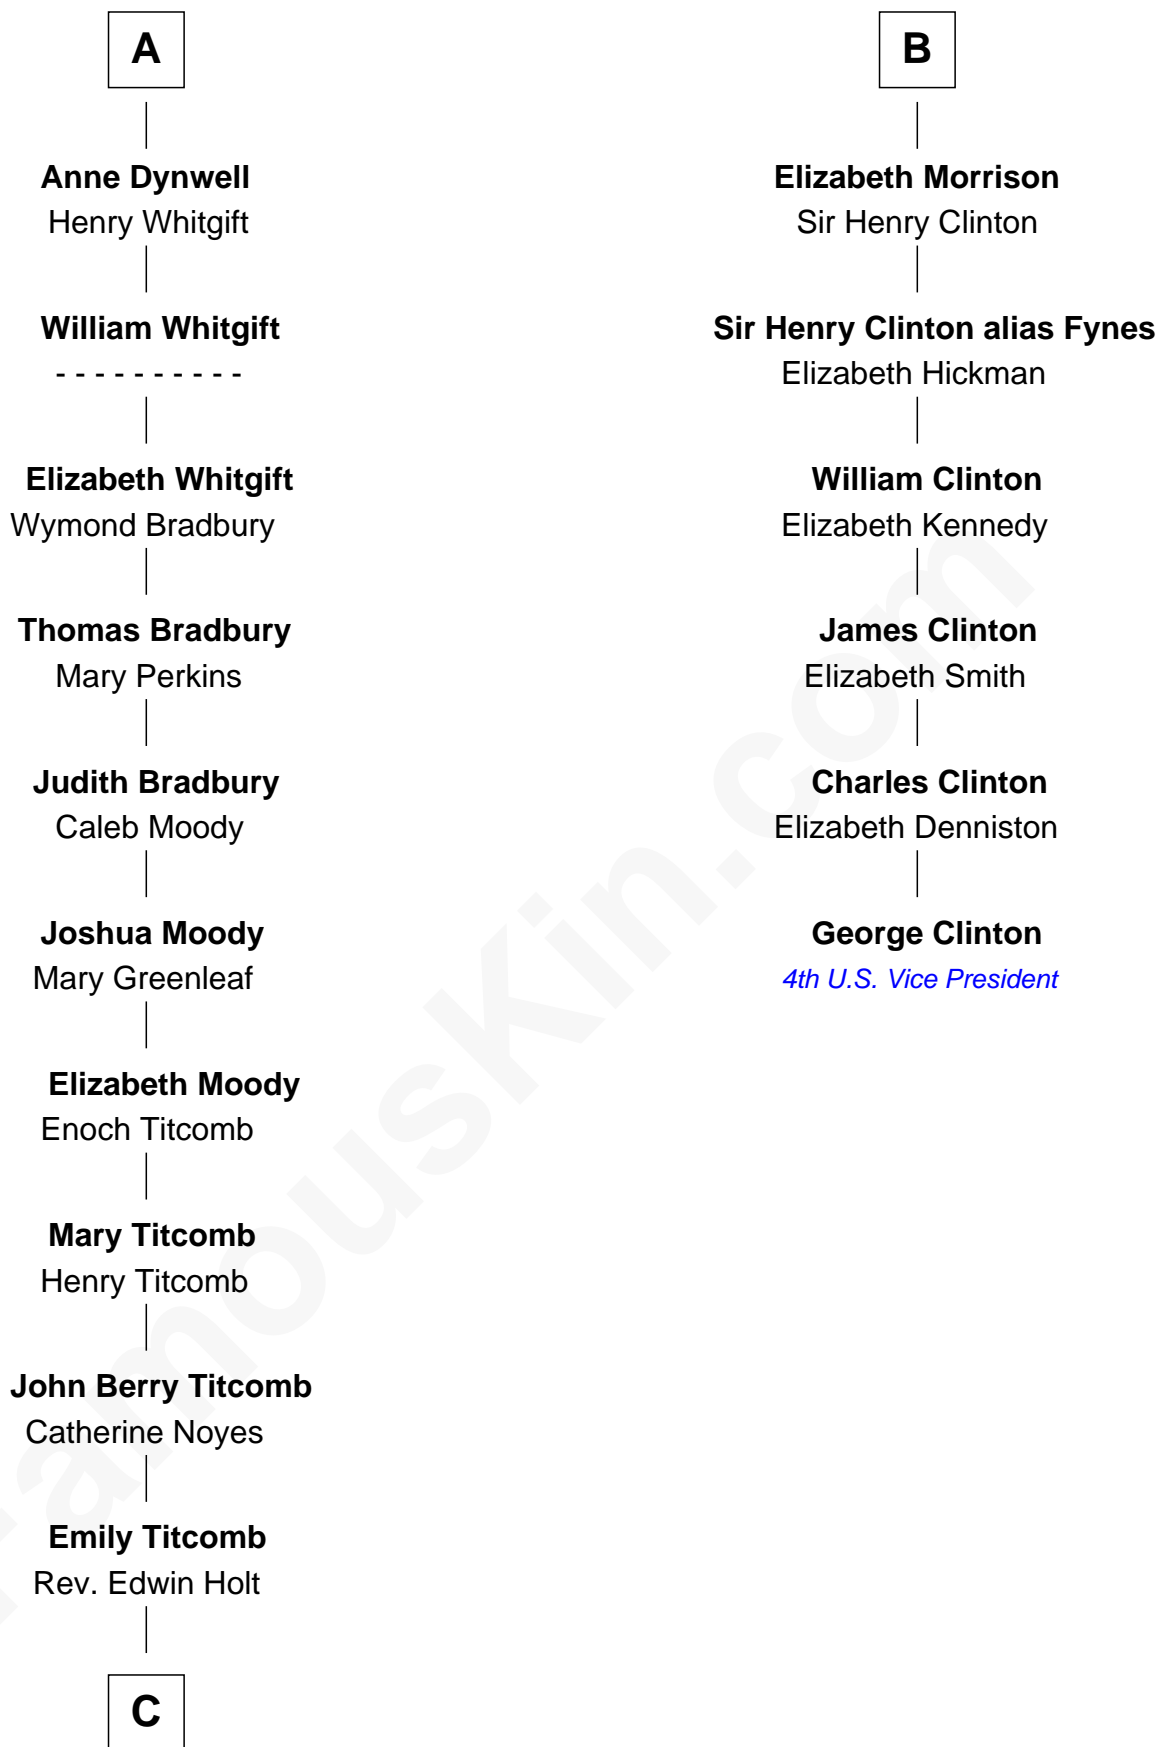 A
Anne Dynwell
Henry Whitgift
William Whitgift
- - - - - - - - - -
Elizabeth Whitgift
Wymond Bradbury
Thomas Bradbury
Mary Perkins
Judith Bradbury
Caleb Moody
Joshua Moody
Mary Greenleaf
Elizabeth Moody
Enoch Titcomb
Mary Titcomb
Henry Titcomb
John Berry Titcomb
Catherine Noyes
Emily Titcomb
Rev. Edwin Holt
C
B
Elizabeth Morrison
Sir Henry Clinton
Sir Henry Clinton alias Fynes
Elizabeth Hickman
William Clinton
Elizabeth Kennedy
James Clinton
Elizabeth Smith
Charles Clinton
Elizabeth Denniston
George Clinton
4th U.S. Vice President
FamousKin.com